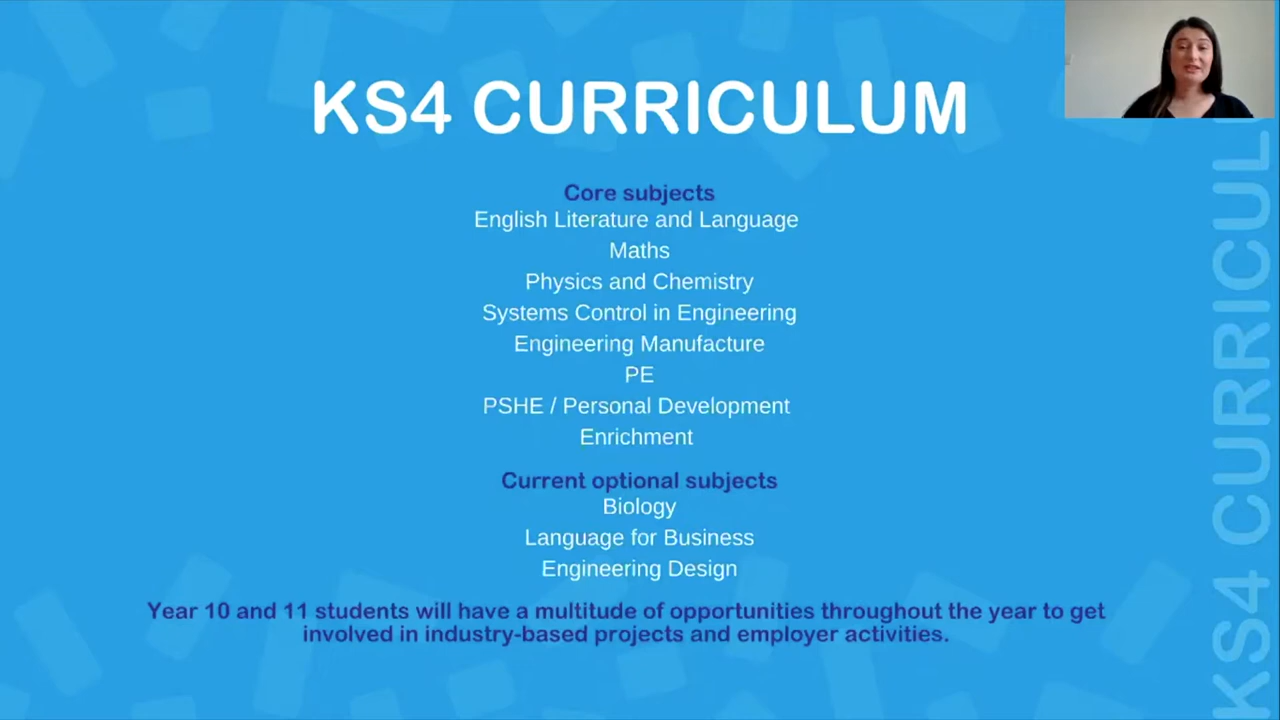 KS4 CURRICULUM
Core subjects
English Literature and Language
Maths
Physics and Chemistry
Systems Control in Engineering
Engineering Manufacture
PE
PSHE / Personal Development
Enrichment
Current optional subjects
Biology
Language for Business
Engineering Design
Year 10 and 11 students will have a multitude of opportunities throughout the year to get
involved in industry-based projects and employer activities.
KS4 CURRICUL